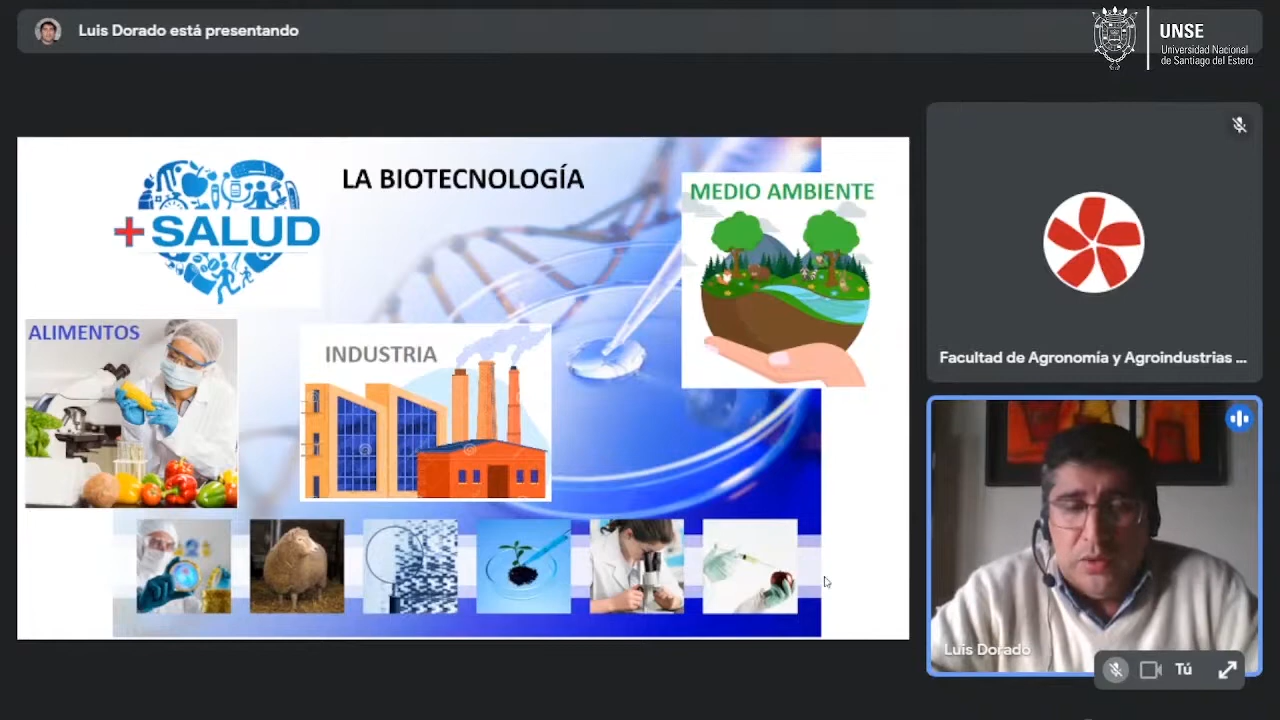 Luis Dorado está presentando
UNSE
Universidad Nacional
de Santiago del Estero
LA BIOTECNOLOGÍA
+SALUD
MEDIO AMBIENTE
ALIMENTOS
INDUSTRIA
Facultad de Agronomía y Agroindustrias ...
Luis Dorado
Tú